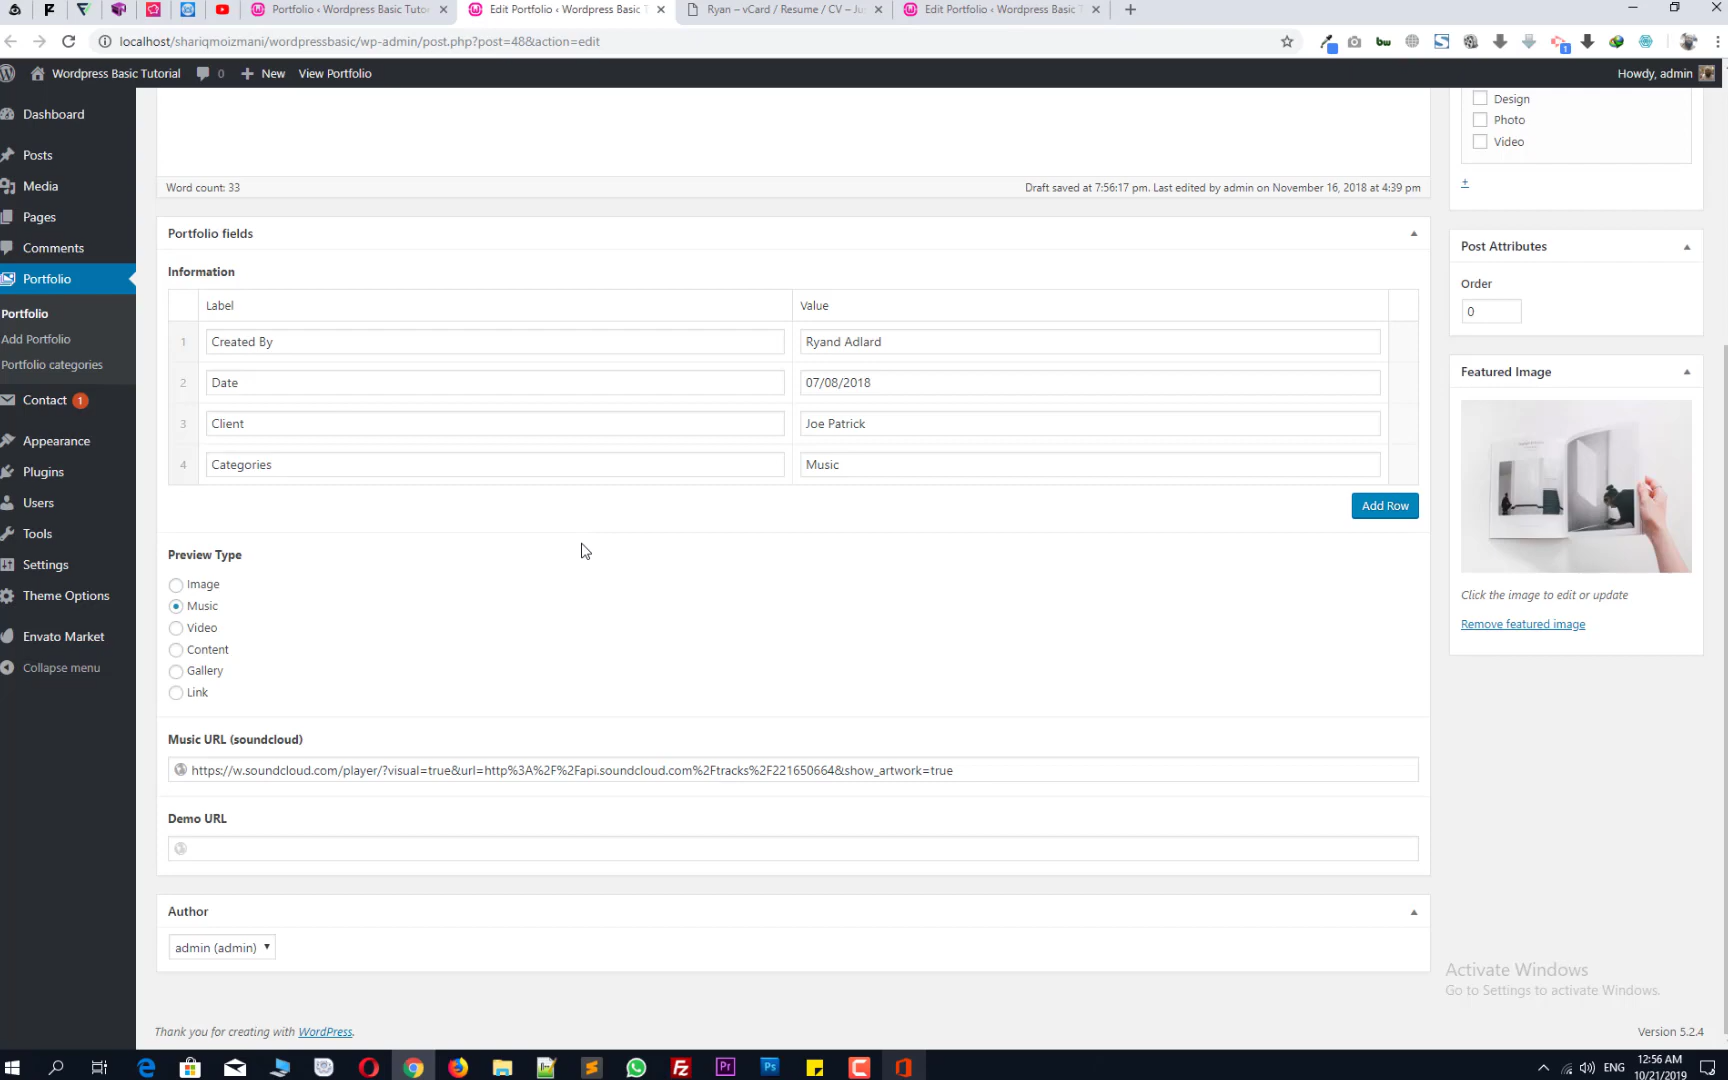 Portfolio ‹ Wordpress Basic Tutor
Edit Portfolio ‹ Wordpress Basic T
Ryan – vCard / Resume / CV – Ju
Edit Portfolio ‹ Wordpress Basic T
localhost/shariqmoizmani/wordpressbasic/wp-admin/post.php?post=48&action=edit
Wordpress Basic Tutorial
0
New
View Portfolio
Howdy, admin
Dashboard
Posts
Media
Pages
Comments
Portfolio
Portfolio
Add Portfolio
Portfolio categories
Contact 1
Appearance
Plugins
Users
Tools
Settings
Theme Options
Envato Market
Collapse menu
Word count: 33
Draft saved at 7:56:17 pm. Last edited by admin on November 16, 2018 at 4:39 pm
Portfolio fields
Information
Label
Value
1 Created By Ryand Adlard
2 Date 07/08/2018
3 Client Joe Patrick
4 Categories Music
Add Row
Preview Type
Image
Music
Video
Content
Gallery
Link
Music URL (soundcloud)
https://w.soundcloud.com/player/?visual=true&url=http%3A%2F%2Fapi.soundcloud.com%2Ftracks%2F221650664&show_artwork=true
Demo URL
Author
admin (admin)
Thank you for creating with WordPress.
Design
Photo
Video
+
Post Attributes
Order
0
Featured Image
Click the image to edit or update
Remove featured image
Activate Windows
Go to Settings to activate Windows.
Version 5.2.4
ENG
12:56 AM
10/21/2019